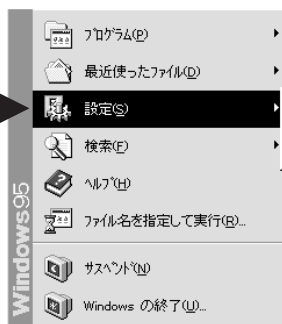 ﾌﾟﾛｸﾞﾗﾑ(P)
最近使ったﾌｧｲﾙ(D)
設定(S)
検索(F)
ﾍﾙﾌﾟ(H)
ﾌｧｲﾙ名を指定して実行(R)...
ｻｽﾍﾟﾝﾄﾞ(N)
Windows の終了(U)...
Windows95